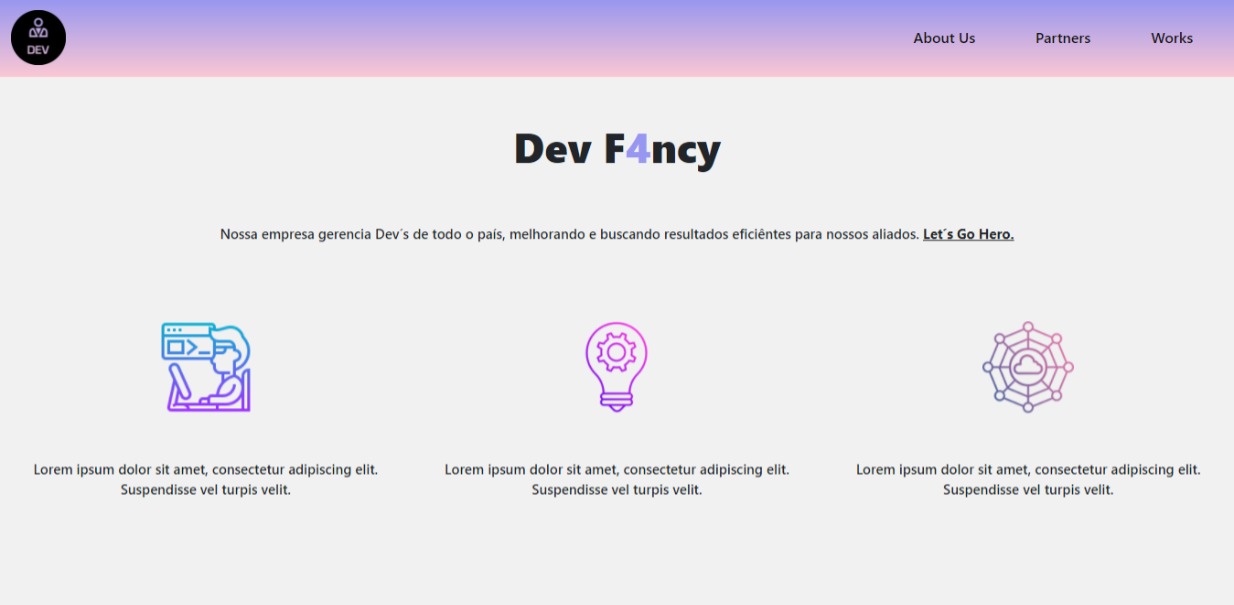 DEV
About Us
Partners
Works
Dev F4ncy
Nossa empresa gerencia Dev´s de todo o país, melhorando e buscando resultados eficiêntes para nossos aliados. Let´s Go Hero.
Lorem ipsum dolor sit amet, consectetur adipiscing elit.
Suspendisse vel turpis velit.
Lorem ipsum dolor sit amet, consectetur adipiscing elit.
Suspendisse vel turpis velit.
Lorem ipsum dolor sit amet, consectetur adipiscing elit.
Suspendisse vel turpis velit.